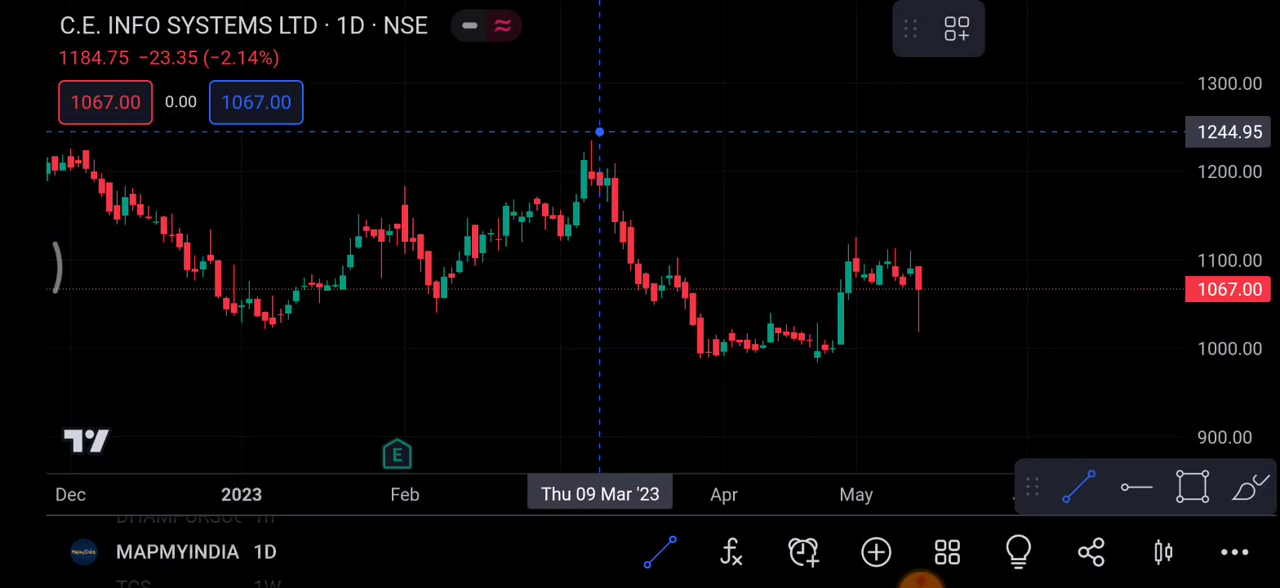 C.E. INFO SYSTEMS LTD · 1D · NSE
1184.75 −23.35 (−2.14%)
1067.00 0.00 1067.00
1300.00
1244.95
1200.00
1100.00
1067.00
1000.00
900.00
E
Dec 2023 Feb Thu 09 Mar '23 Apr May
MAPMYINDIA 1D
TCS 1W